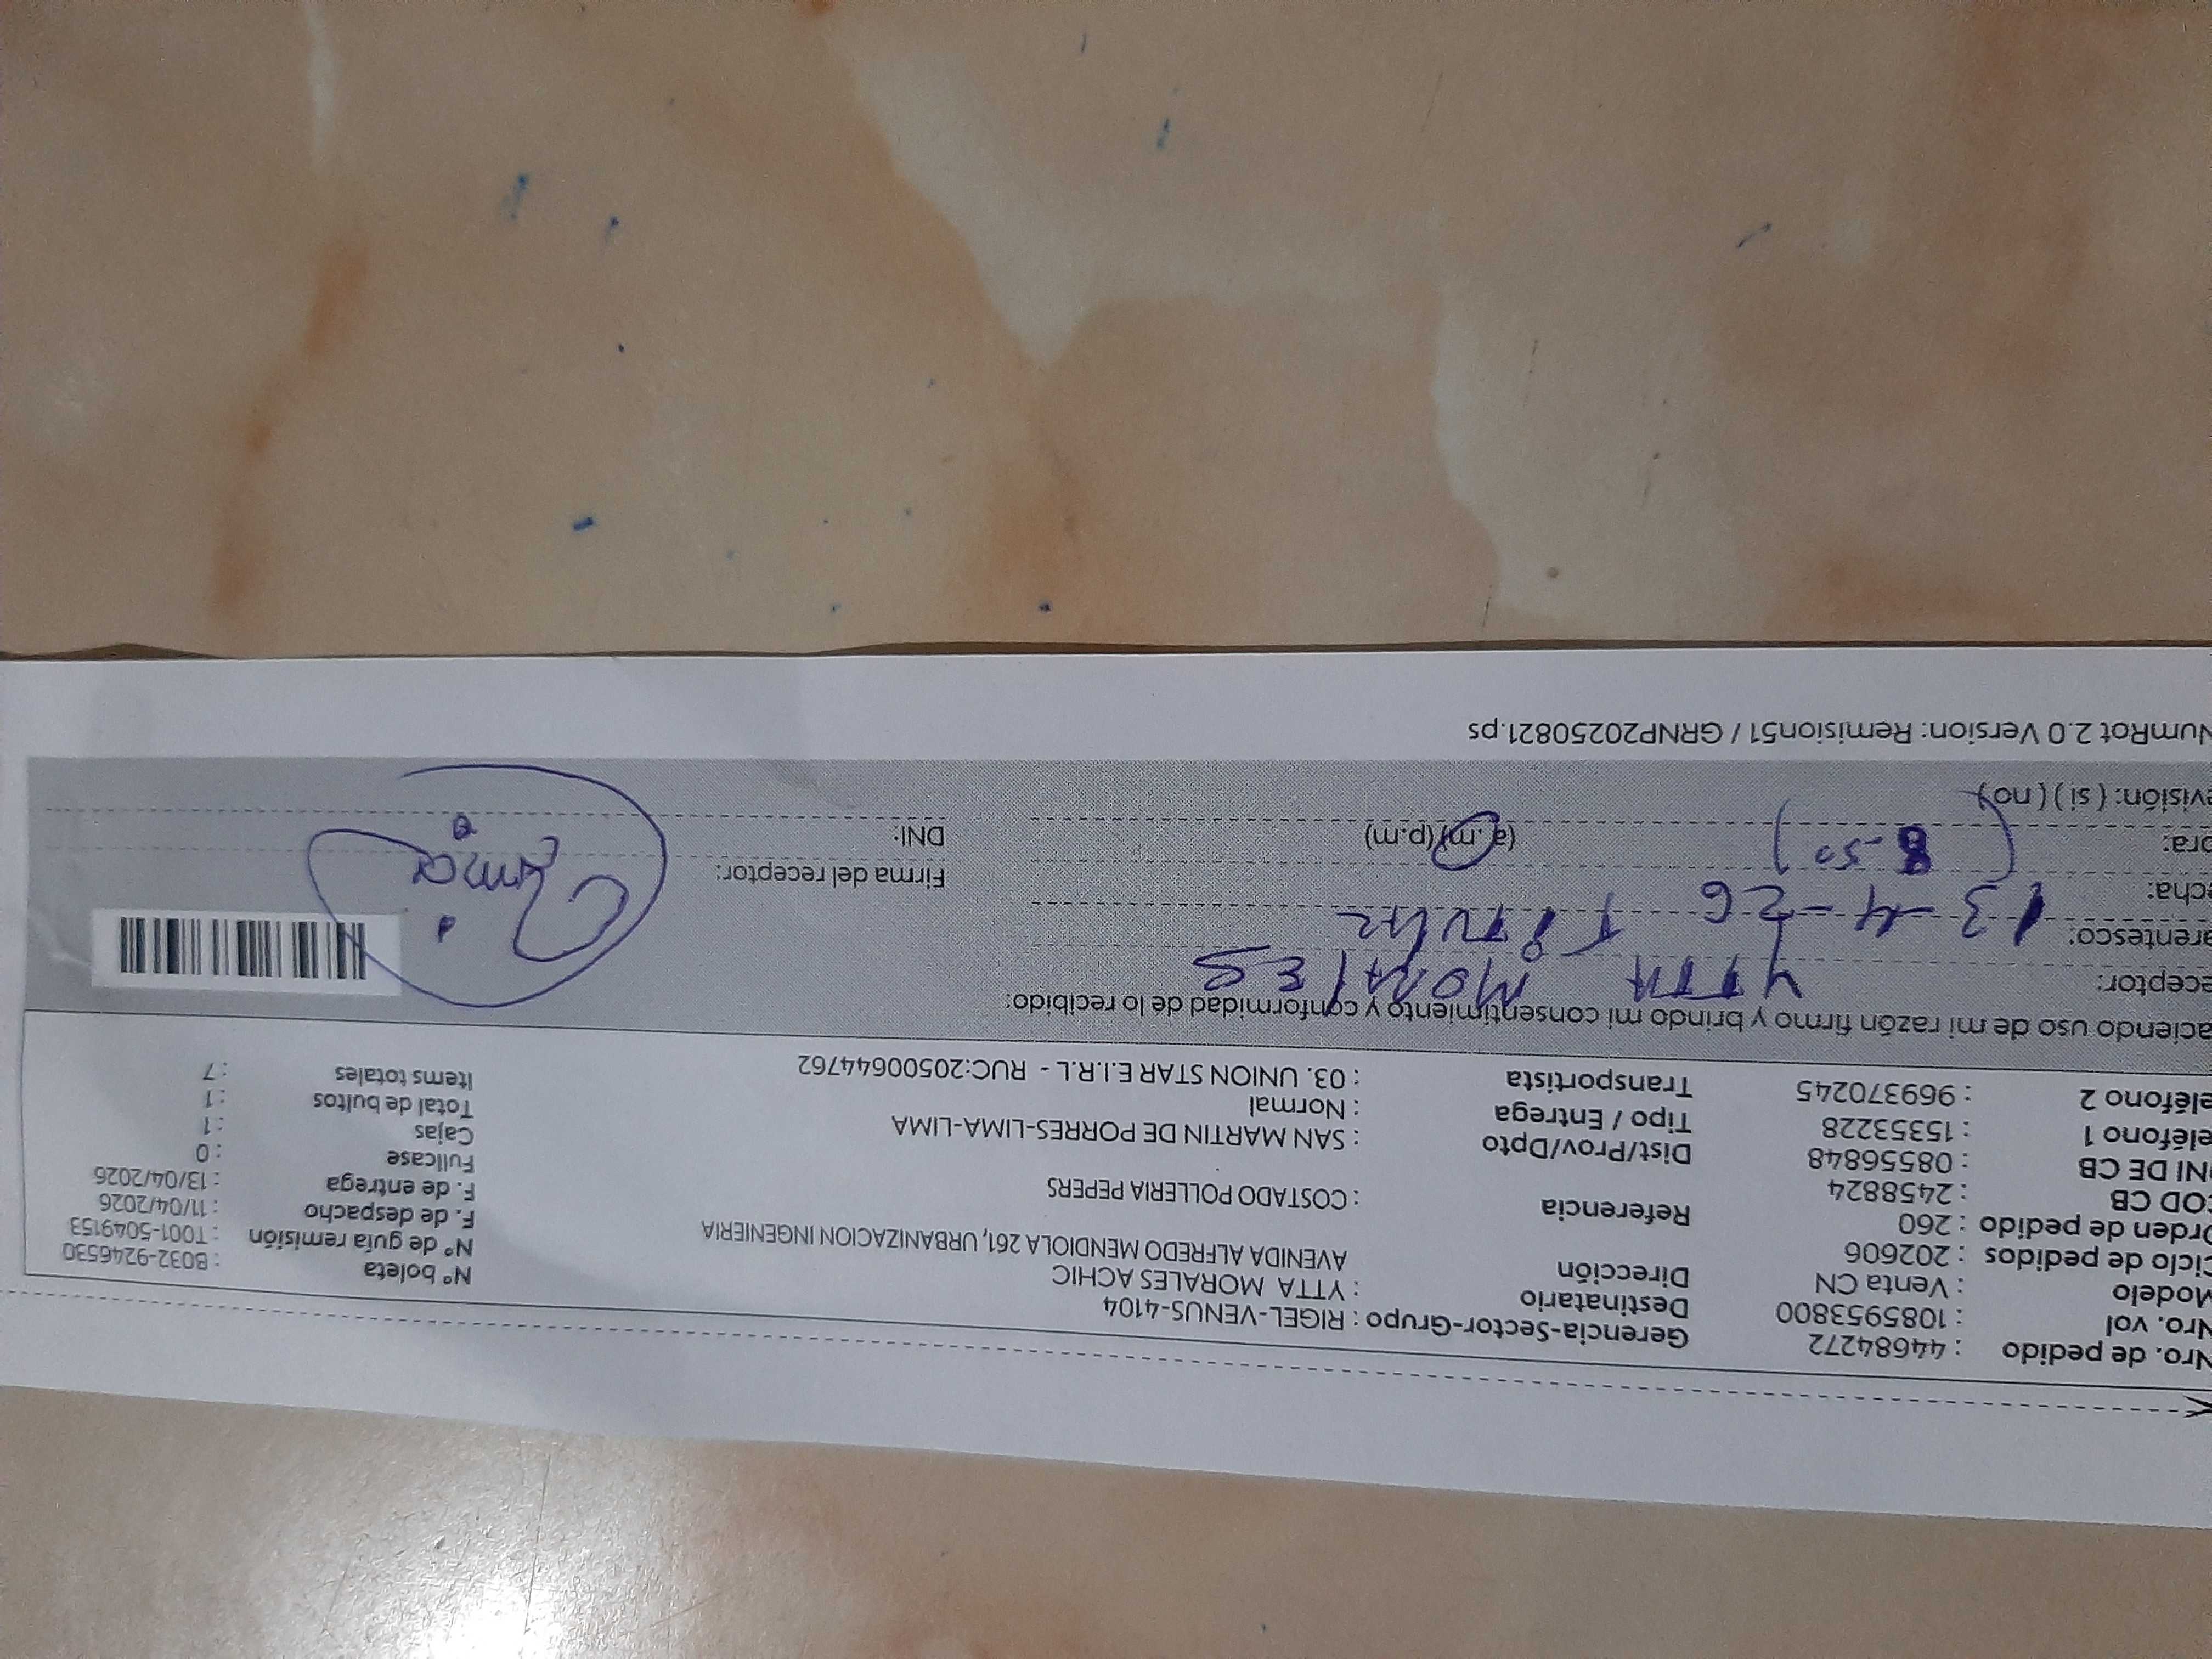 Nro. de pedido : 44684272
Nro. vol : 1085953800
Modelo : Venta CN
Ciclo de pedidos : 202606
Orden de pedido : 260
COD CB : 2458824
DNI DE CB : 08556848
eléfono 1 : 15353228
eléfono 2 : 969370245
Gerencia-Sector-Grupo : RIGEL-VENUS-4104
Destinatario : YTTA MORALES ACHIC
Dirección AVENIDA ALFREDO MENDIOLA 261, URBANIZACION INGENIERIA
Referencia : COSTADO POLLERIA PEPERS
Dist/Prov/Dpto : SAN MARTIN DE PORRES-LIMA-LIMA
Tipo / Entrega : Normal
Transportista : 03. UNION STAR E.I.R.L - RUC:20500644762
N° boleta : B032-9246530
N° de guía remisión : T001-5049153
F. de despacho : 11/04/2026
F. de entrega : 13/04/2026
Fullcase : 0
Cajas : 1
Total de bultos : 1
Items totales : 7
aciendo uso de mi razón firmo y brindo mi consentimiento y conformidad de lo recibido:
eceptor: YTTA MORALES
arentesco: Titular
echa: 13-4-26
ora: (8-50) (a.m) (p.m)
evisión: ( si ) ( no )
Firma del receptor:
DNI:
NumRot 2.0 Version: Remision51 / GRNP20250821.ps